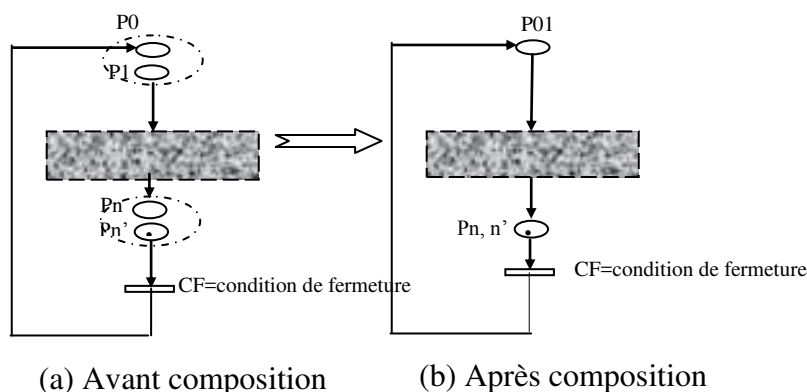 P0
P01
P1
Pn
Pn'
Pn, n'
CF=condition de fermeture
CF=condition de fermeture
(a) Avant composition
(b) Après composition